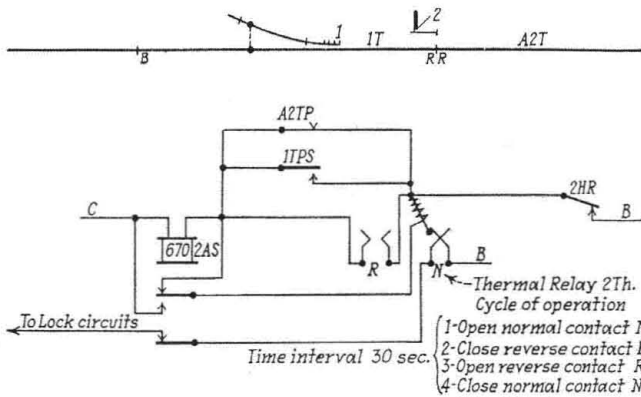 1 1T 2 A2T
B RR
A2TP
1TPS
2HR
C B
670 2AS
R N B
Thermal Relay 2Th.
Cycle of operation
To Lock circuits
Time interval 30 sec.
1-Open normal contact N
2-Close reverse contact
3-Open reverse contact R
4-Close normal contact N